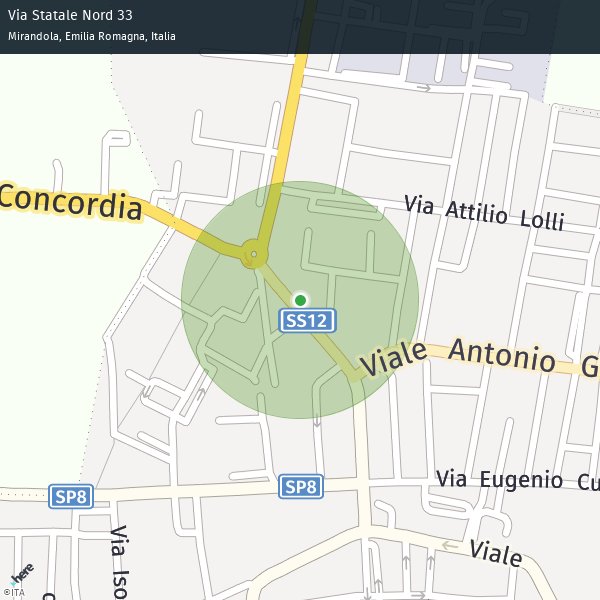 Via Statale Nord 33
Mirandola, Emilia Romagna, Italia
Concordia
Via Attilio Lolli
SS12
Viale Antonio G
SP8
SP8
Via Eugenio Cu
Via Iso
Viale
here
©ITA